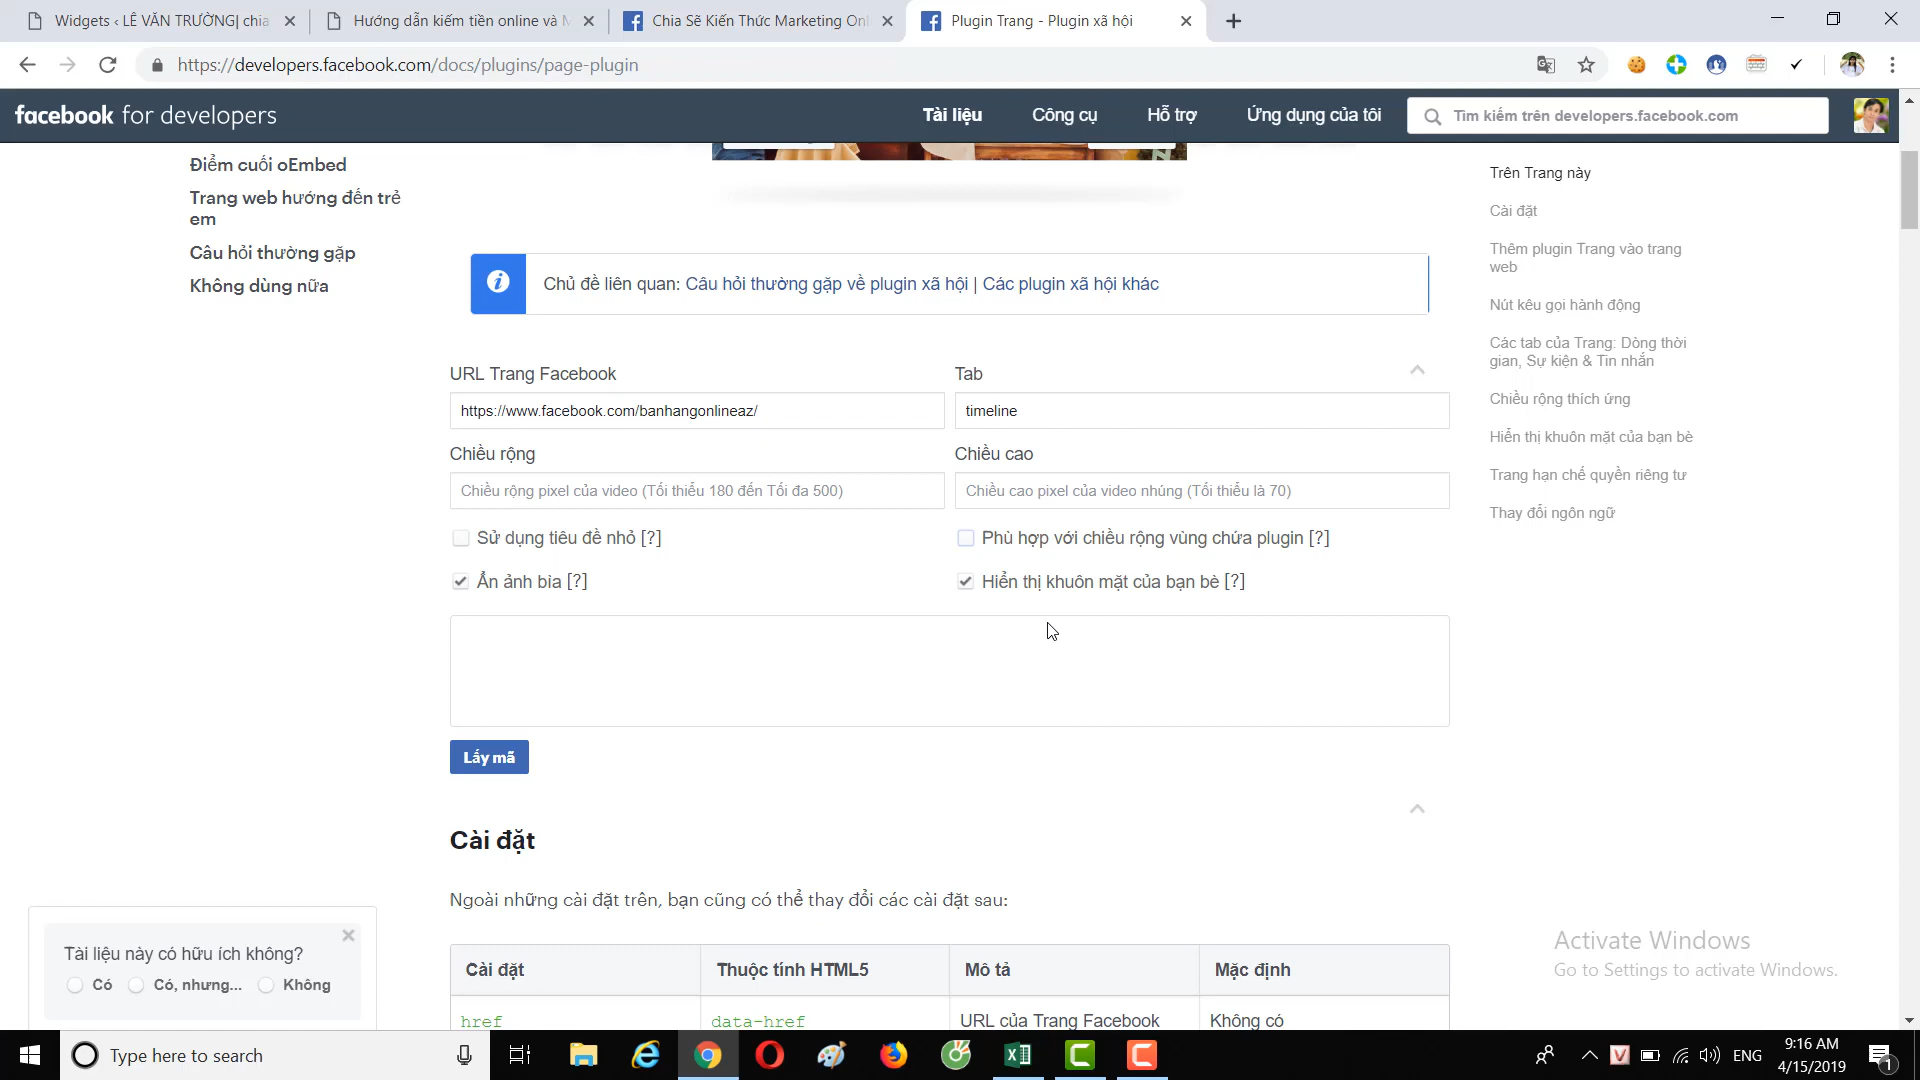 Widgets ‹ LÊ VĂN TRƯỜNG| chia
Hướng dẫn kiếm tiền online và M
Chia Sẽ Kiến Thức Marketing Onl
Plugin Trang - Plugin xã hội
https://developers.facebook.com/docs/plugins/page-plugin
facebook for developers
Tài liệu
Công cụ
Hỗ trợ
Ứng dụng của tôi
Tìm kiếm trên developers.facebook.com
Điểm cuối oEmbed
Trang web hướng đến trẻ
em
Câu hỏi thường gặp
Không dùng nữa
Chủ đề liên quan: Câu hỏi thường gặp về plugin xã hội | Các plugin xã hội khác
URL Trang Facebook
Tab
https://www.facebook.com/banhangonlineaz/
timeline
Chiều rộng
Chiều cao
Chiều rộng pixel của video (Tối thiểu 180 đến Tối đa 500)
Chiều cao pixel của video nhúng (Tối thiểu là 70)
Sử dụng tiêu đề nhỏ [?]
Phù hợp với chiều rộng vùng chứa plugin [?]
Ẩn ảnh bìa [?]
Hiển thị khuôn mặt của bạn bè [?]
Lấy mã
Cài đặt
Ngoài những cài đặt trên, bạn cũng có thể thay đổi các cài đặt sau:
Cài đặt
Thuộc tính HTML5
Mô tả
Mặc định
href
data-href
URL của Trang Facebook
Không có
Trên Trang này
Cài đặt
Thêm plugin Trang vào trang
web
Nút kêu gọi hành động
Các tab của Trang: Dòng thời
gian, Sự kiện & Tin nhắn
Chiều rộng thích ứng
Hiển thị khuôn mặt của bạn bè
Trang hạn chế quyền riêng tư
Thay đổi ngôn ngữ
Tài liệu này có hữu ích không?
Có
Có, nhưng...
Không
Activate Windows
Go to Settings to activate Windows.
Type here to search
ENG
9:16 AM
4/15/2019
1